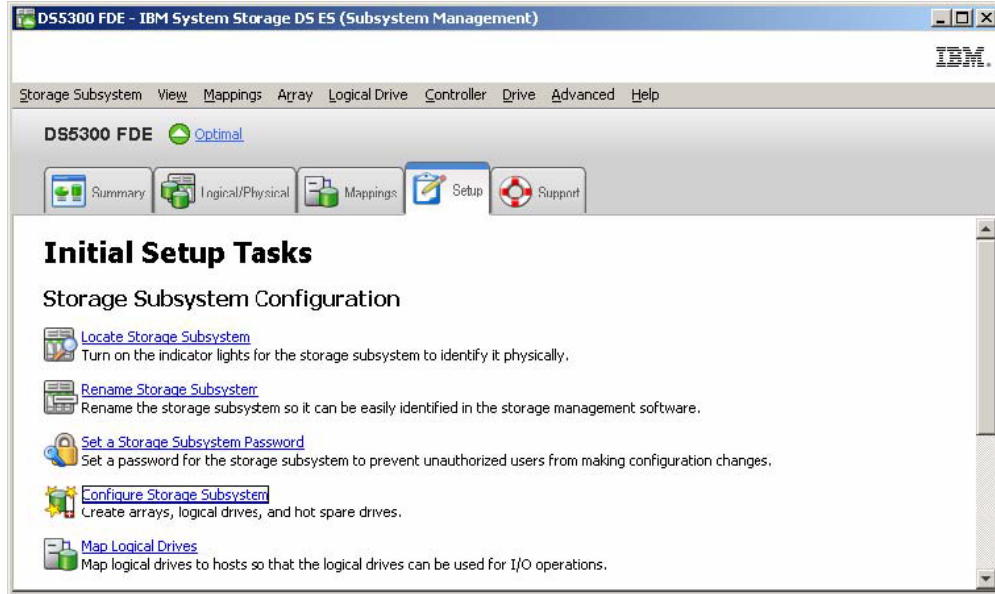 DS5300 FDE - IBM System Storage DS ES (Subsystem Management)
IBM.
Storage Subsystem View Mappings Array Logical Drive Controller Drive Advanced Help
DS5300 FDE Optimal
Summary Logical/Physical Mappings Setup Support
Initial Setup Tasks
Storage Subsystem Configuration
Locate Storage Subsystem
Turn on the indicator lights for the storage subsystem to identify it physically.
Rename Storage Subsystem
Rename the storage subsystem so it can be easily identified in the storage management software.
Set a Storage Subsystem Password
Set a password for the storage subsystem to prevent unauthorized users from making configuration changes.
Configure Storage Subsystem
Create arrays, logical drives, and hot spare drives.
Map Logical Drives
Map logical drives to hosts so that the logical drives can be used for I/O operations.